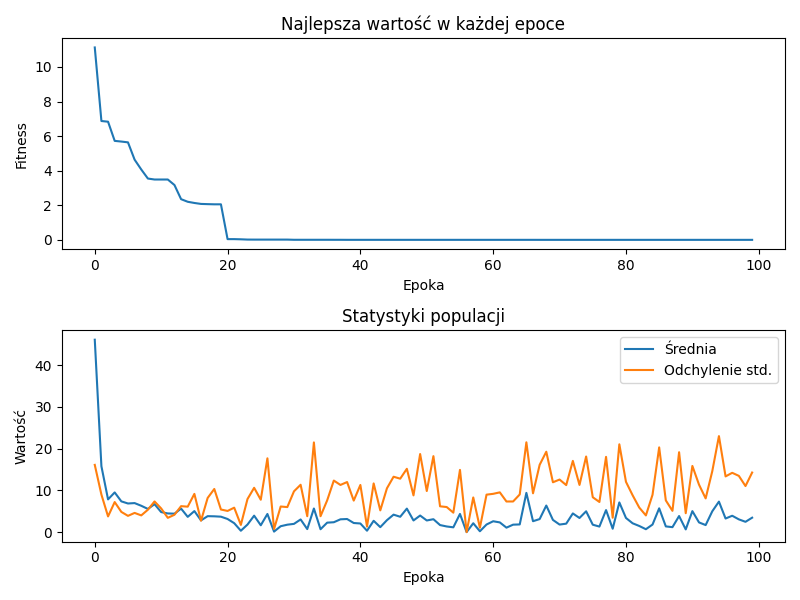 Najlepsza wartość w każdej epoce
10
8
6
4
2
0
Fitness
0 20 40 60 80 100
Epoka
Statystyki populacji
Średnia
Odchylenie std.
40
30
20
10
0
Wartość
0 20 40 60 80 100
Epoka